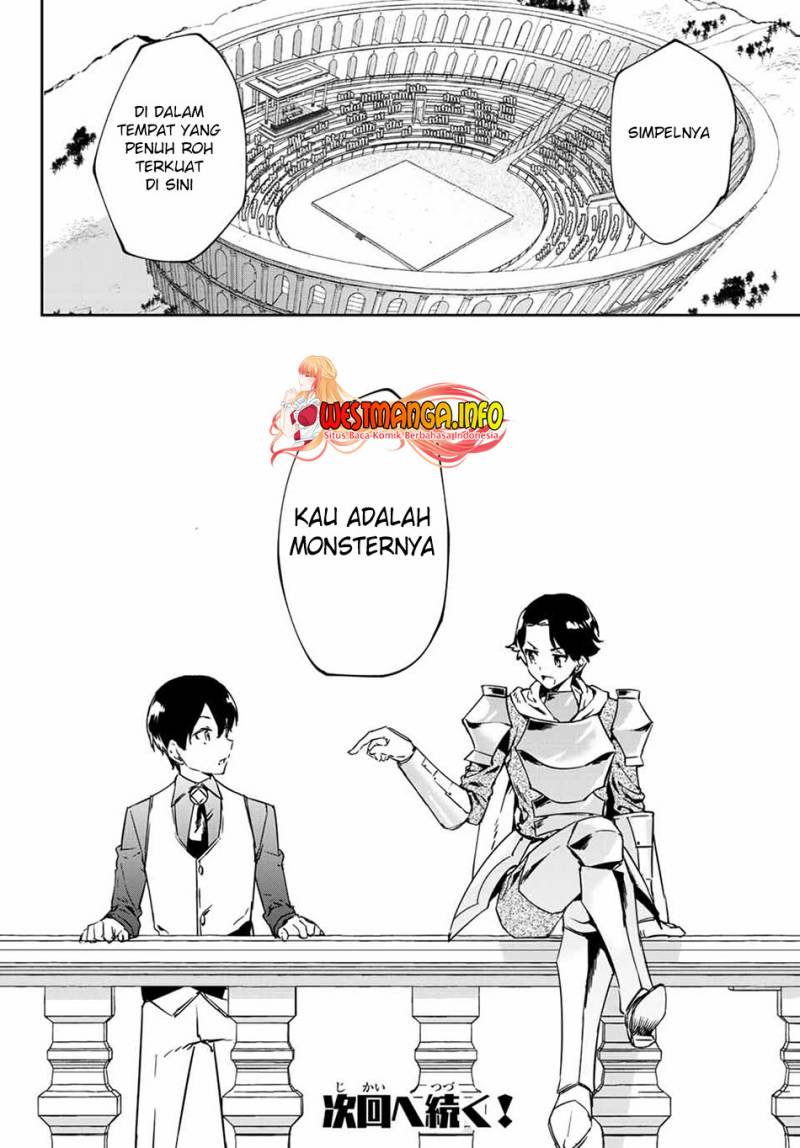 SIMPELNYA
DI DALAM
TEMPAT YANG
PENUH ROH
TERKUAT
DI SINI
WESTMANGA.INFO
Situs Baca Komik Berbahasa Indonesia
KAU ADALAH
MONSTERNYA
じかい つづ
次回へ続く!